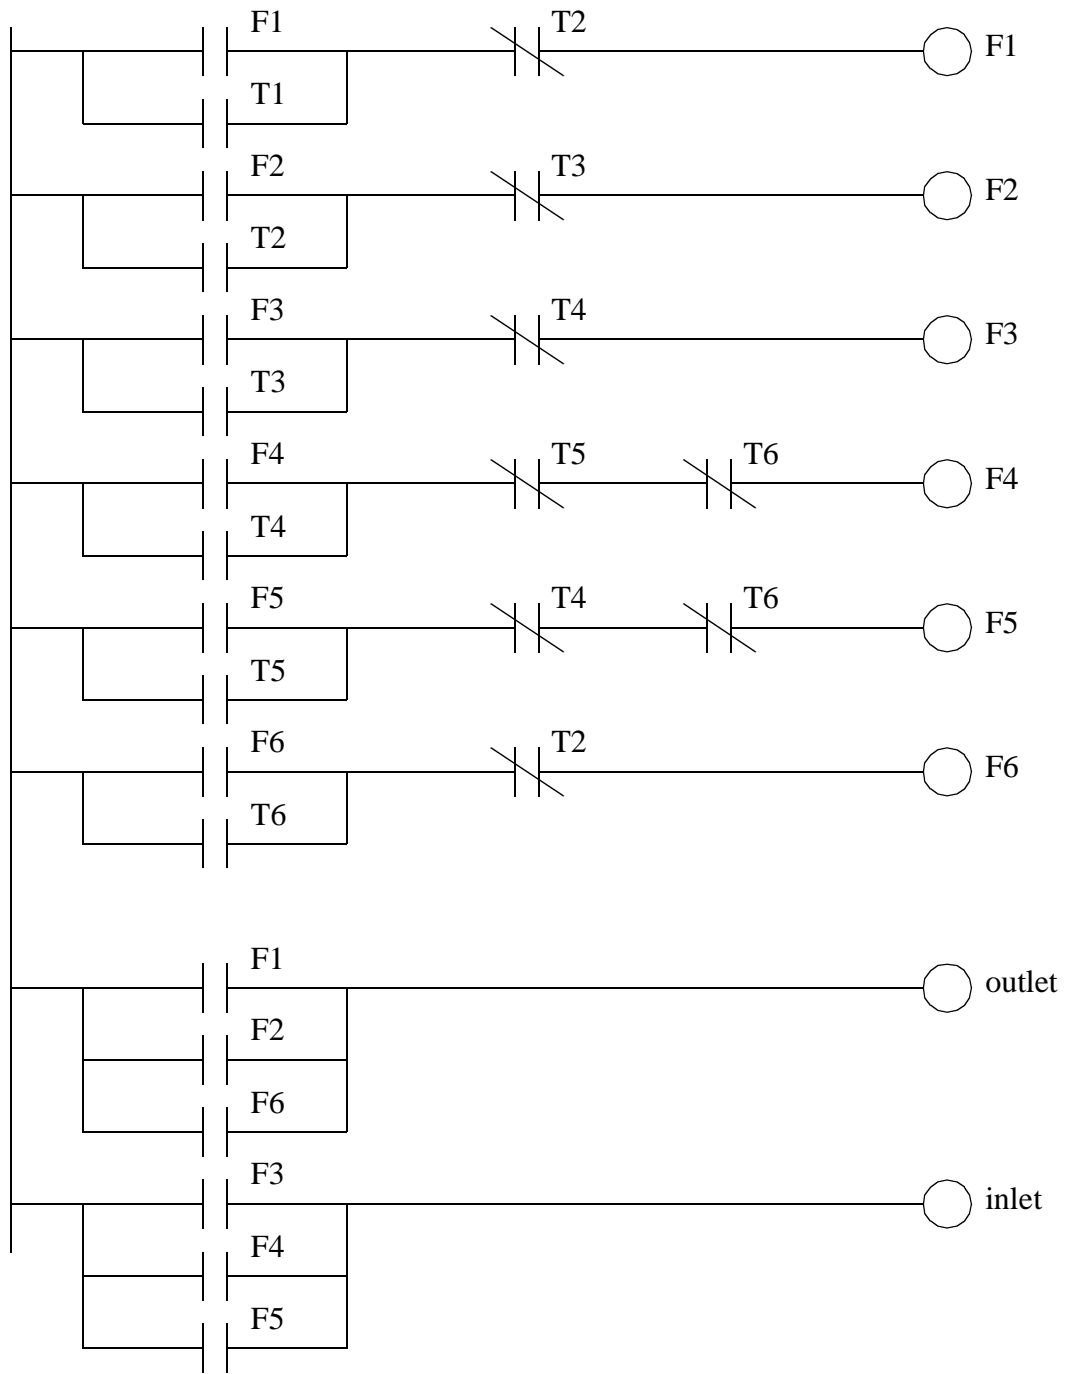 F1 T2 F1
T1
F2 T3 F2
T2
F3 T4 F3
T3
F4 T5 T6 F4
T4
F5 T4 T6 F5
T5
F6 T2 F6
T6
F1 outlet
F2
F6
F3 inlet
F4
F5